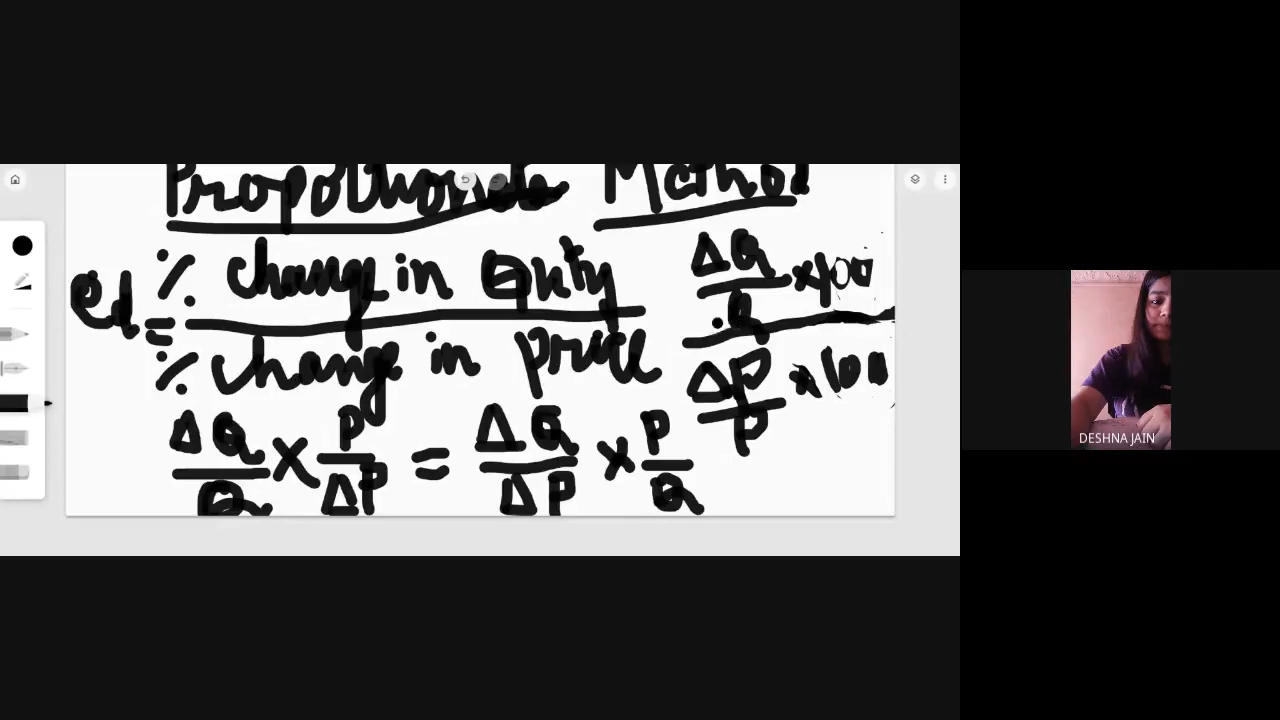 Proportionate Method
ed = % change in Qnty / % change in price
ΔQ/Q ×100 / ΔP/P ×100
ΔQ/Q × P/ΔP = ΔQ/ΔP × P/Q
DESHNA JAIN